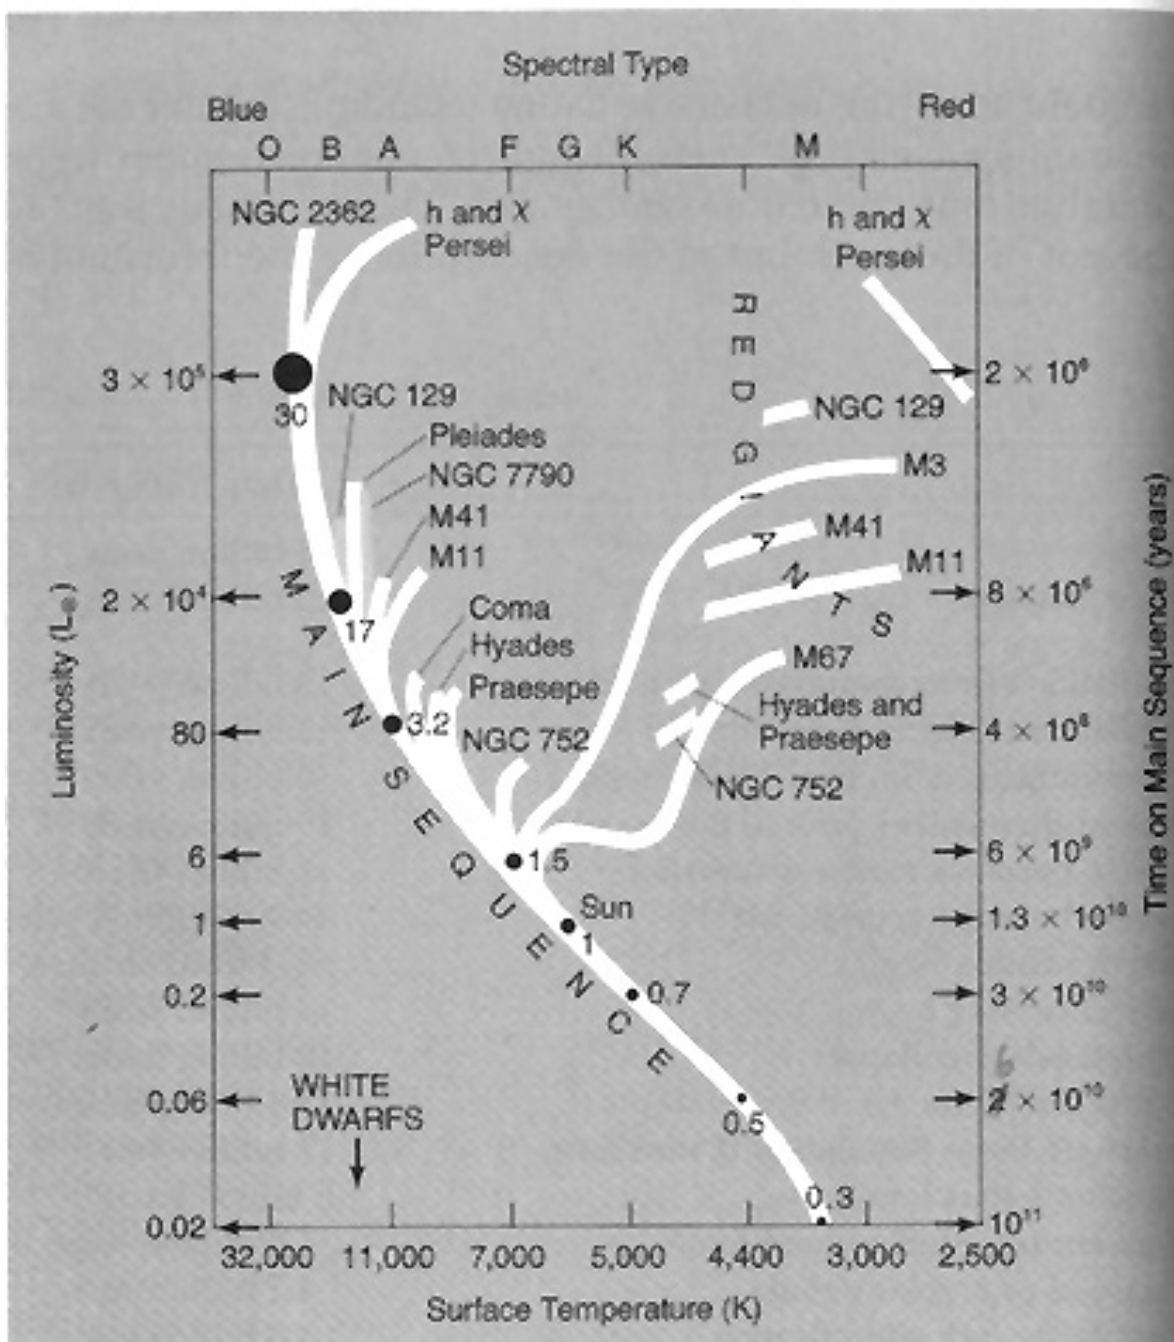 Spectral Type
Blue
Red
O B A F G K M
NGC 2362
h and χ
Persei
h and χ
Persei
RED GIANTS
3 × 10⁵
2 × 10⁶
30
NGC 129
NGC 129
Pleiades
NGC 7790
M3
M41
M41
M11
M11
MAIN SEQUENCE
2 × 10⁴
8 × 10⁶
17
Coma
Hyades
M67
Praesepe
Hyades and
Praesepe
3.2
80
4 × 10⁸
NGC 752
NGC 752
6
6 × 10⁹
1.5
Sun
1
1
1.3 × 10¹⁰
0.2
0.7
3 × 10¹⁰
6
WHITE
DWARFS
0.06
× 10¹⁰
0.5
0.3
0.02
10¹¹
32,000 11,000 7,000 5,000 4,400 3,000 2,500
Surface Temperature (K)
Luminosity (L⊙)
Time on Main Sequence (years)